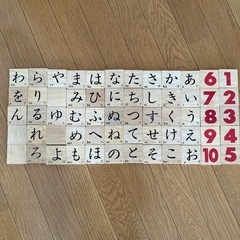 わらやまはなたさかあ 6 1
をりみひにちしきい 7 2
んるゆむふぬつすくう 8 3
れめへねてせけえ 9 4
ろよもほのとそこお 10 5